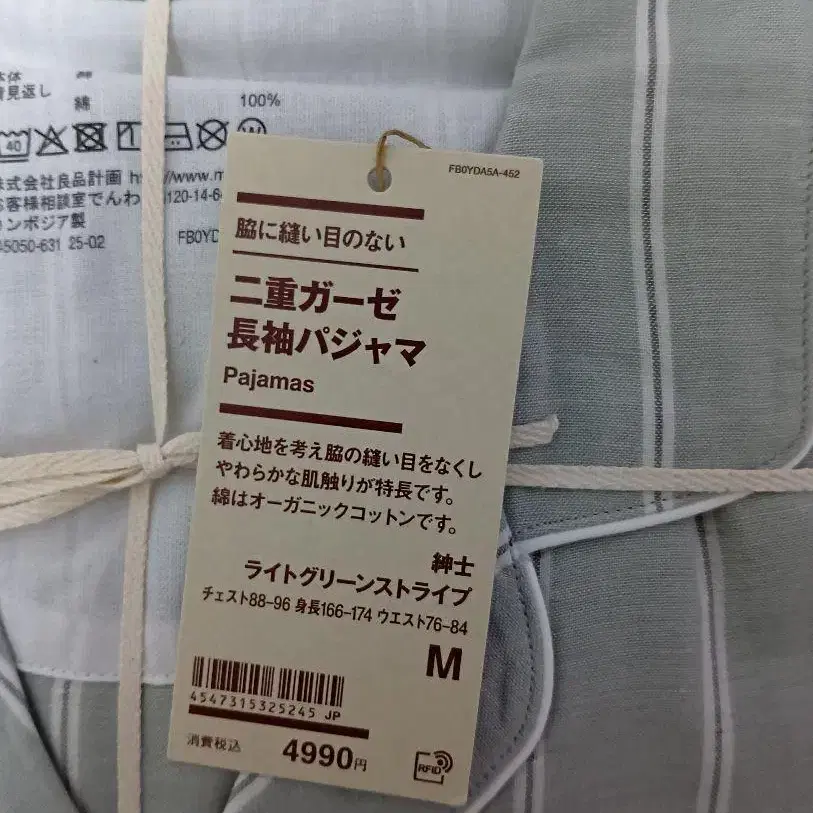 見返し
綿 100%
40
W
株式会社良品計画
お客様相談室でんわ 0120-14-64
カンボジア製
45050-631 25-02
FB0YD
FB0YDA5A-452
脇に縫い目のない
二重ガーゼ
長袖パジャマ
Pajamas
着心地を考え脇の縫い目をなくし
やわらかな肌触りが特長です。
綿はオーガニックコットンです。
紳士
ライトグリーンストライプ
チェスト88-96 身長166-174 ウエスト76-84
M
4547315325245 JP
消費税込 4990円
RFID